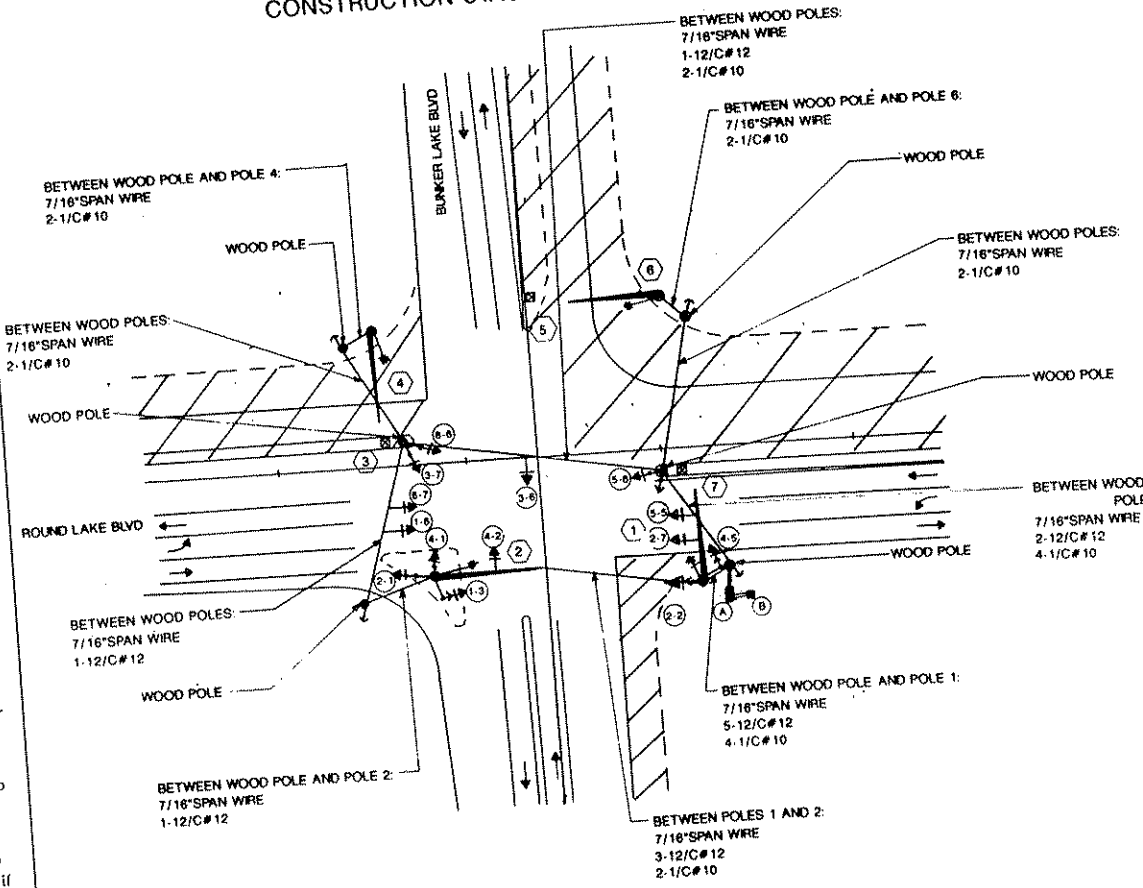 BETWEEN WOOD POLES:
7/16"SPAN WIRE
1-12/C#12
2-1/C#10
BETWEEN WOOD POLE AND POLE 6:
7/16"SPAN WIRE
2-1/C#10
WOOD POLE
BUNKER LAKE BLVD
BETWEEN WOOD POLE AND POLE 4:
7/16"SPAN WIRE
2-1/C#10
WOOD POLE
BETWEEN WOOD POLES:
7/16"SPAN WIRE
2-1/C#10
6
BETWEEN WOOD POLES:
7/16"SPAN WIRE
2-1/C#10
5
4
WOOD POLE
WOOD POLE
3
3-7
3-6
5-6
7
6-7
1-6
5-5
1
2-7
4-5
ROUND LAKE BLVD
BETWEEN WOOD
7/16"SPAN WIRE
2-12/C#12
4-1/C#10
4-1
4-2
2
WOOD POLE
2-1
1-3
2-2
A
B
BETWEEN WOOD POLES:
7/16"SPAN WIRE
1-12/C#12
WOOD POLE
BETWEEN WOOD POLE AND POLE 1:
7/16"SPAN WIRE
5-12/C#12
4-1/C#10
BETWEEN WOOD POLE AND POLE 2:
7/16"SPAN WIRE
1-12/C#12
BETWEEN POLES 1 AND 2:
7/16"SPAN WIRE
3-12/C#12
2-1/C#10